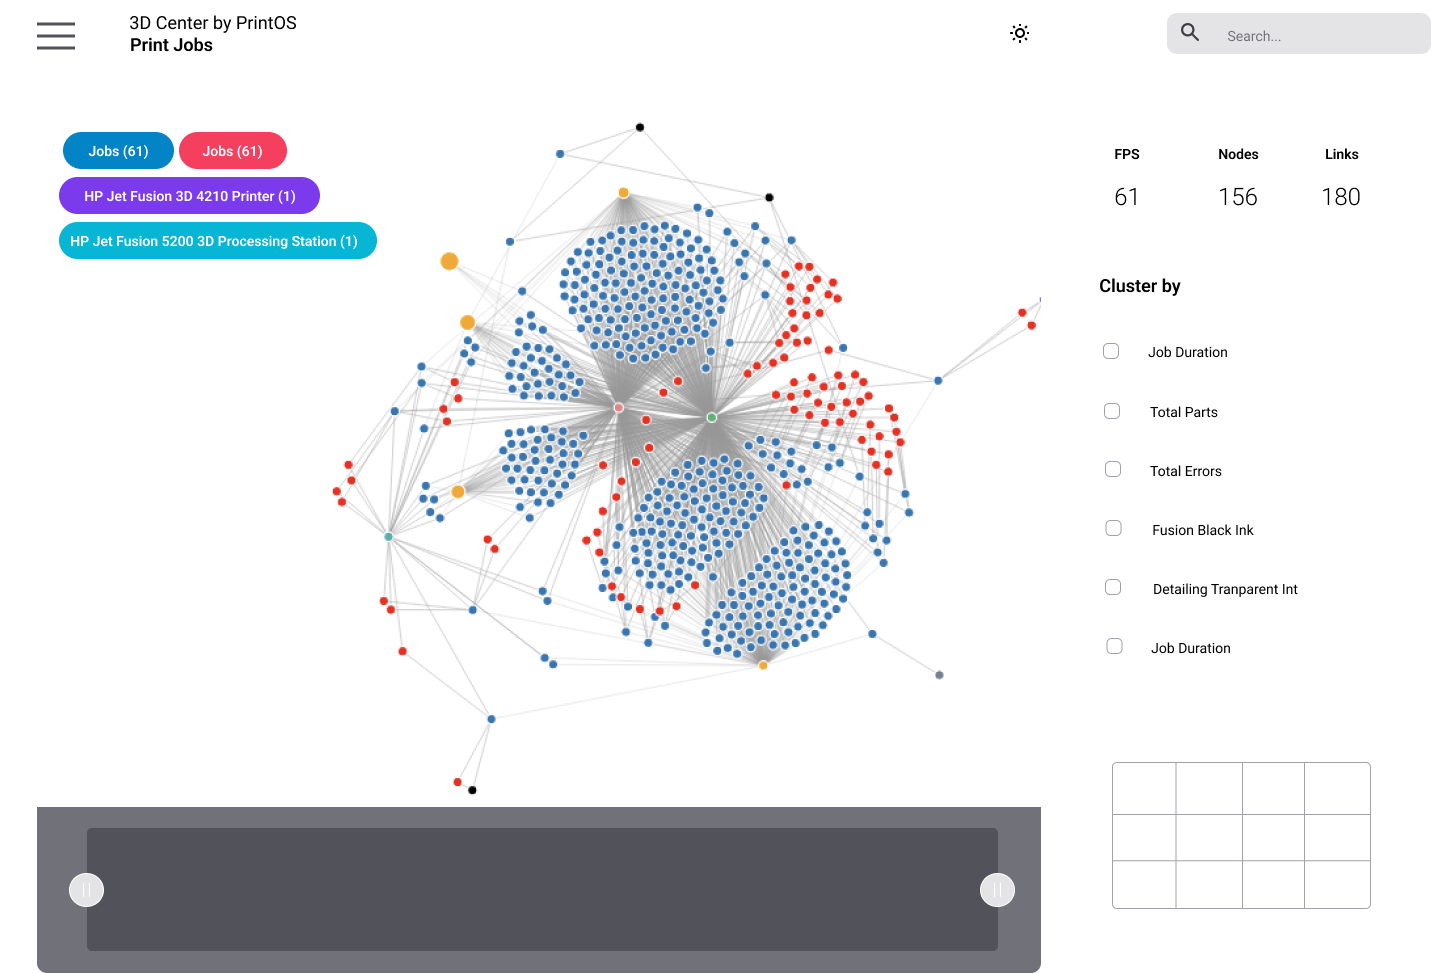 3D Center by PrintOS
Print Jobs
Search...
Jobs (61)
Jobs (61)
HP Jet Fusion 3D 4210 Printer (1)
HP Jet Fusion 5200 3D Processing Station (1)
FPS
Nodes
Links
61
156
180
Cluster by
Job Duration
Total Parts
Total Errors
Fusion Black Ink
Detailing Tranparent Int
Job Duration